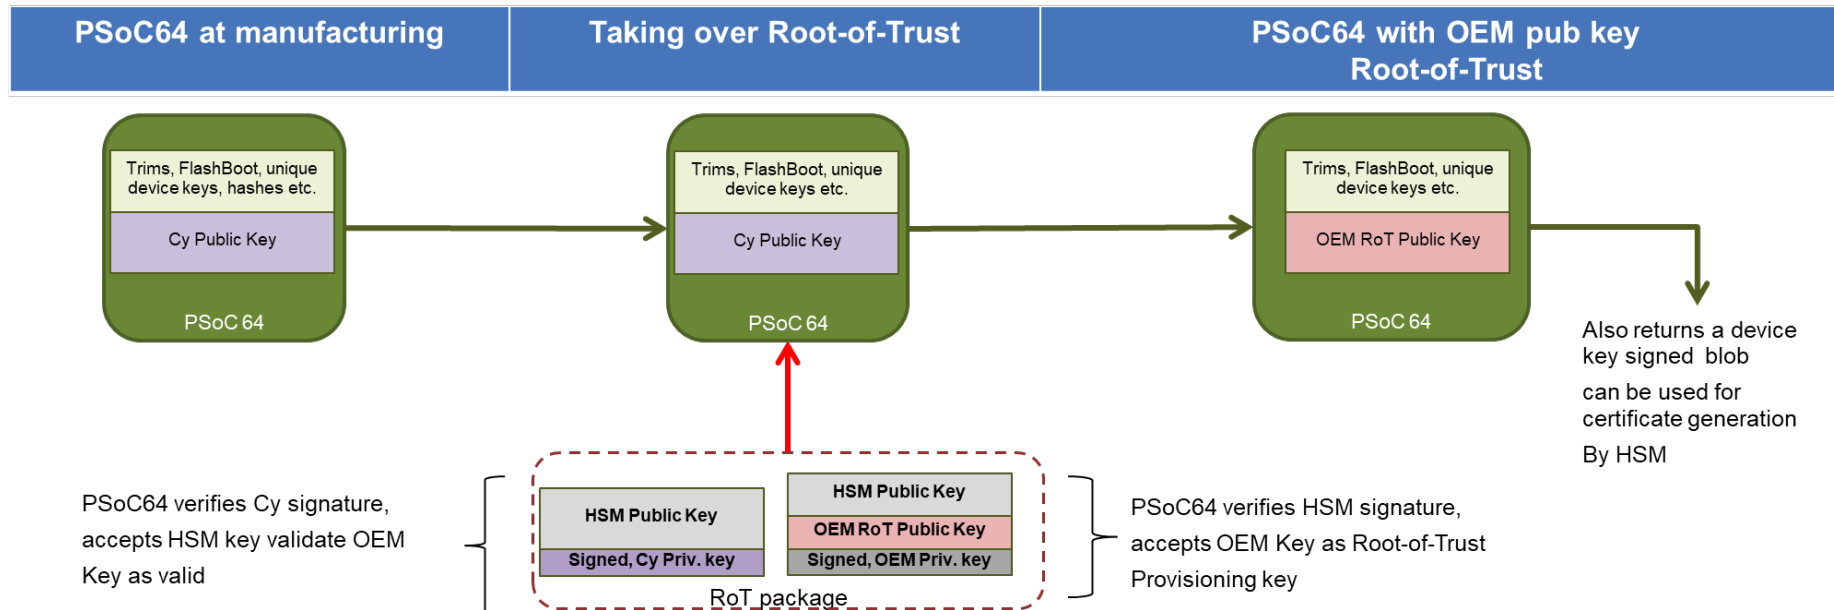 PSoC64 at manufacturing
Taking over Root-of-Trust
PSoC64 with OEM pub key
Root-of-Trust
Trims, FlashBoot, unique
device keys, hashes etc.
Cy Public Key
PSoC 64
Trims, FlashBoot, unique
device keys etc.
Cy Public Key
PSoC 64
Trims, FlashBoot, unique
device keys etc.
OEM RoT Public Key
PSoC 64
Also returns a device
key signed blob
can be used for
certificate generation
By HSM
PSoC64 verifies Cy signature,
accepts HSM key validate OEM
Key as valid
HSM Public Key
Signed, Cy Priv. key
HSM Public Key
OEM RoT Public Key
Signed, OEM Priv. key
RoT package
PSoC64 verifies HSM signature,
accepts OEM Key as Root-of-Trust
Provisioning key